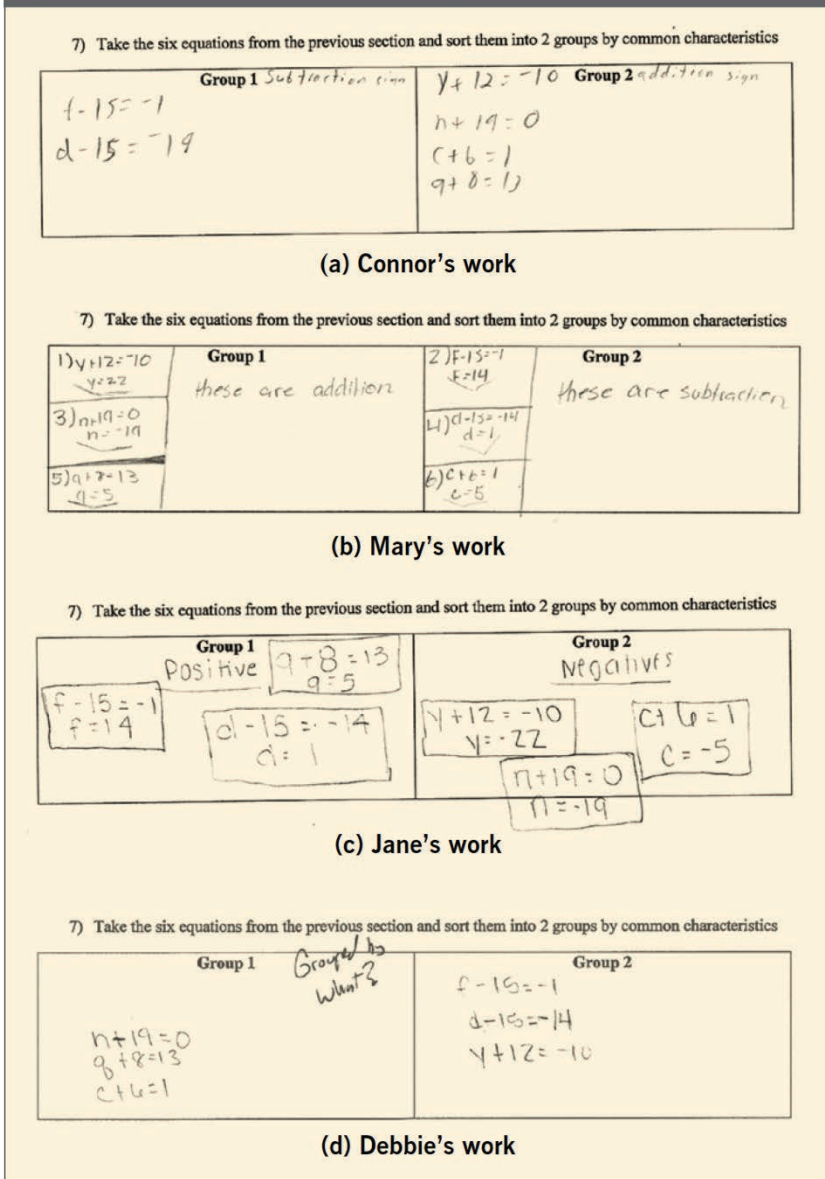 7) Take the six equations from the previous section and sort them into 2 groups by common characteristics
Group 1 Subtraction sign
f-15=-1
d-15=-19
Group 2 addition sign
y+12=-10
n+19=0
c+6=1
q+8=13
(a) Connor's work
7) Take the six equations from the previous section and sort them into 2 groups by common characteristics
Group 1
these are addition
1) y+12=-10
y=22
3) n+19=0
n=-19
5) q+8=13
q=5
Group 2
these are subtraction
2) F-15=-1
F=14
4) d-15=-14
d=1
6) c+6=1
c=5
(b) Mary's work
7) Take the six equations from the previous section and sort them into 2 groups by common characteristics
Group 1
Positive
q+8=13
q=5
f-15=-1
f=14
d-15=-14
d=1
Group 2
Negatives
y+12=-10
y=-22
c+6=1
c=-5
n+19=0
n=-19
(c) Jane's work
7) Take the six equations from the previous section and sort them into 2 groups by common characteristics
Group 1
Grouped by
What?
n+19=0
q+8=13
c+6=1
Group 2
f-15=-1
d-15=-14
y+12=-10
(d) Debbie's work